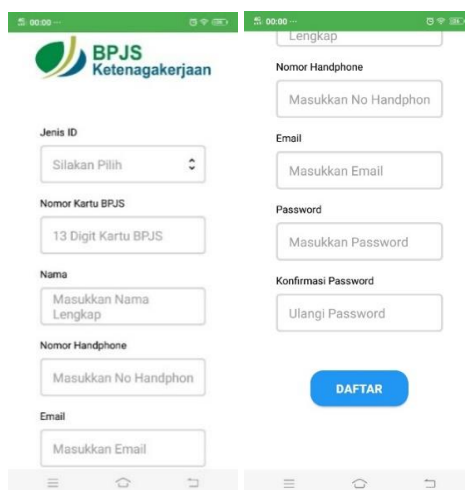 00:00 ...
BPJS
Ketenagakerjaan
Jenis ID
Silakan Pilih
Nomor Kartu BPJS
13 Digit Kartu BPJS
Nama
Masukkan Nama
Lengkap
Nomor Handphone
Masukkan No Handphon
Email
Masukkan Email
00:00 ...
Lengkap
Nomor Handphone
Masukkan No Handphon
Email
Masukkan Email
Password
Masukkan Password
Konfirmasi Password
Ulangi Password
DAFTAR